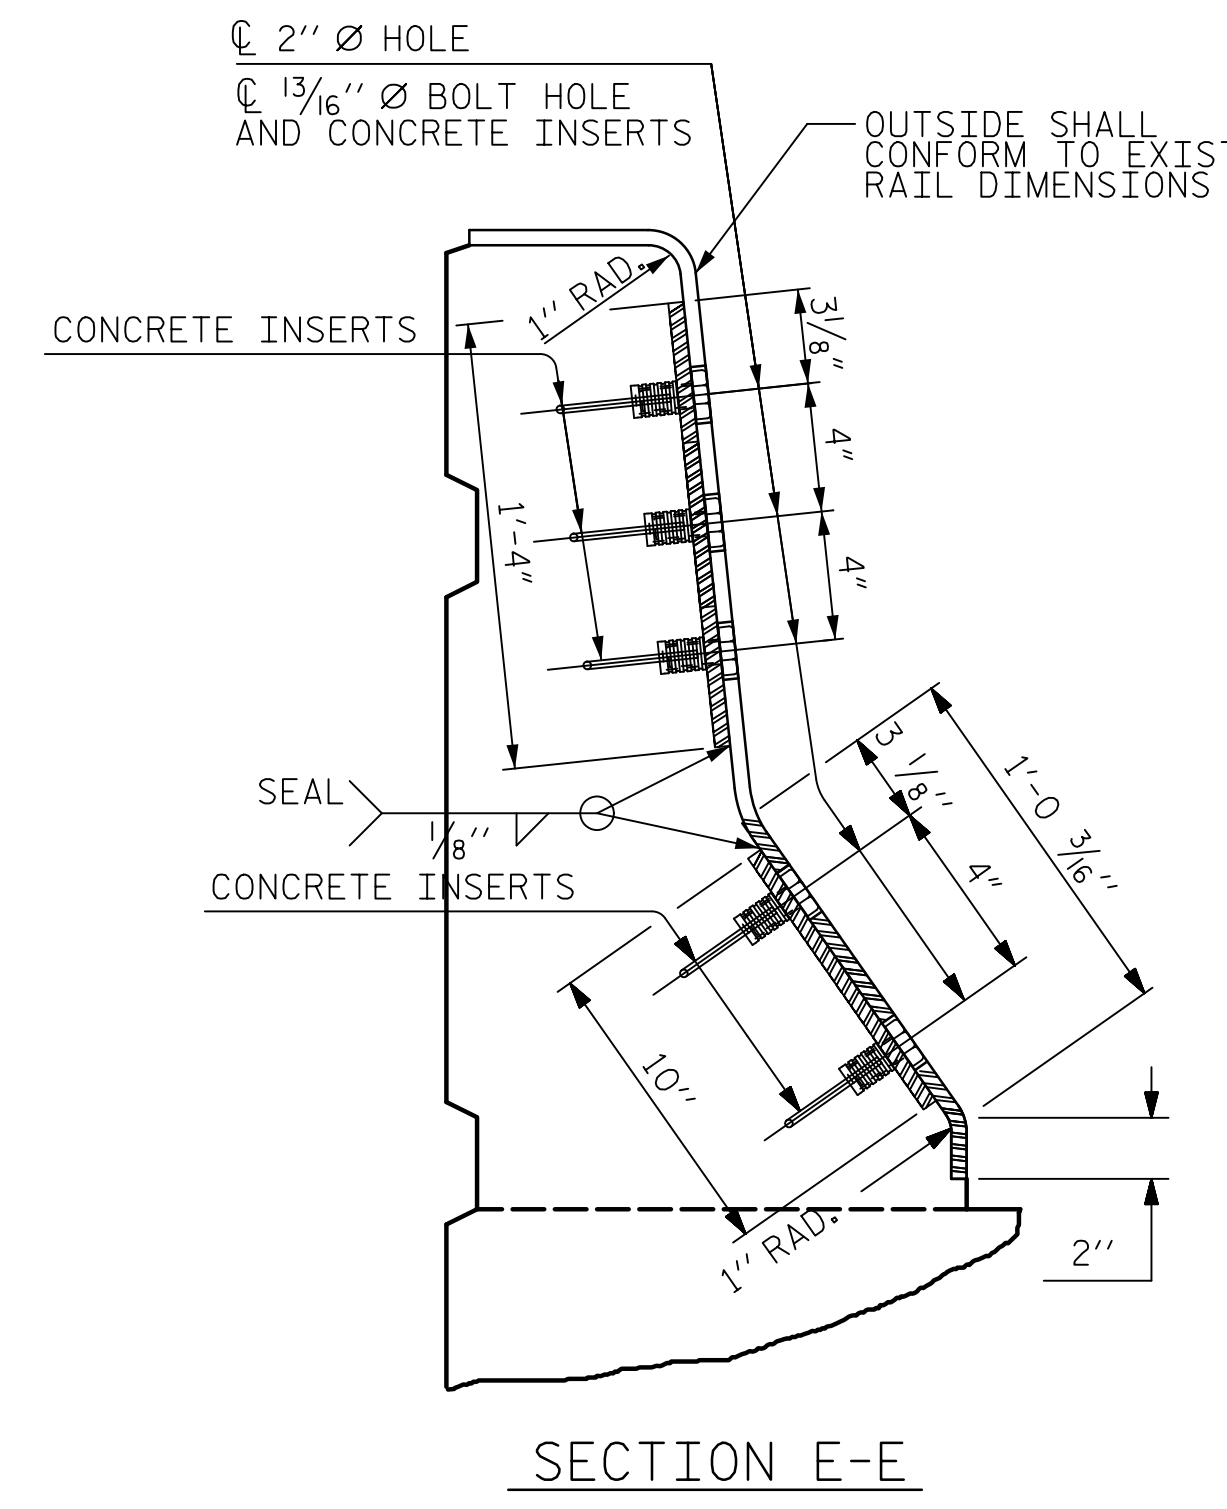 ℄ 2'' Ø HOLE
℄ 13/16'' Ø BOLT HOLE
AND CONCRETE INSERTS
OUTSIDE SHALL
CONFORM TO EXIST
RAIL DIMENSIONS
1'' RAD.
3 1/8''
CONCRETE INSERTS
4''
1'-4''
4''
SEAL
1/8''
3 1/8''
1'-0 3/16''
4''
CONCRETE INSERTS
10''
1'' RAD.
2''
SECTION E-E